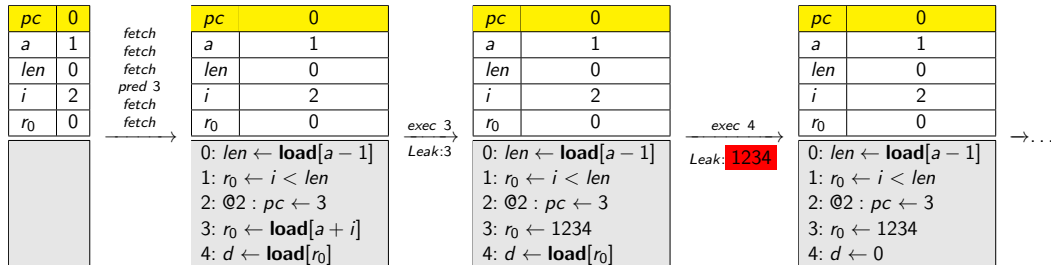 pc 0
a 1
len 0
i 2
r₀ 0
fetch
fetch
fetch
pred 3
fetch
fetch
pc 0
a 1
len 0
i 2
r₀ 0
0: len ← load[a − 1]
1: r₀ ← i < len
2: @2 : pc ← 3
3: r₀ ← load[a + i]
4: d ← load[r₀]
exec 3
Leak:3
pc 0
a 1
len 0
i 2
r₀ 0
0: len ← load[a − 1]
1: r₀ ← i < len
2: @2 : pc ← 3
3: r₀ ← 1234
4: d ← load[r₀]
exec 4
Leak: 1234
pc 0
a 1
len 0
i 2
r₀ 0
0: len ← load[a − 1]
1: r₀ ← i < len
2: @2 : pc ← 3
3: r₀ ← 1234
4: d ← 0
→...